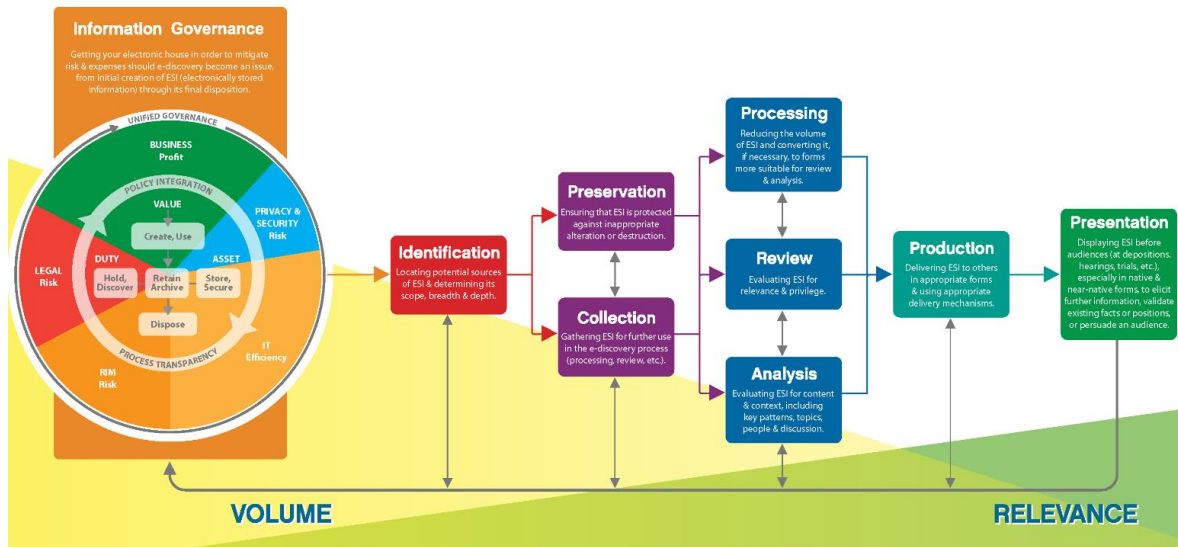 Information Governance
Getting your electronic house in order to mitigate
risk & expenses should e-discovery become an issue,
from initial creation of ESI (electronically stored
information) through its final disposition.
UNIFIED GOVERNANCE
BUSINESS
Profit
POLICY INTEGRATION
VALUE
Create, Use
PRIVACY &
SECURITY
Risk
DUTY
ASSET
LEGAL
Risk
Hold,
Discover
Retain
Archive
Store,
Secure
Dispose
PROCESS TRANSPARENCY
IT
Efficiency
RIM
Risk
Identification
Locating potential sources
of ESI & determining its
scope, breadth & depth.
Preservation
Ensuring that ESI is protected
against inappropriate
alteration or destruction.
Collection
Gathering ESI for further use
in the e-discovery process
(processing, review, etc.).
Processing
Reducing the volume
of ESI and converting it,
if necessary, to forms
more suitable for review
& analysis.
Review
Evaluating ESI for
relevance & privilege.
Analysis
Evaluating ESI for content
& context, including
key patterns, topics,
people & discussion.
Production
Delivering ESI to others
in appropriate forms
& using appropriate
delivery mechanisms.
Presentation
Displaying ESI before
audiences (at depositions.
hearings, trials, etc.),
especially in native &
near-native forms, to elicit
further information, validate
existing facts or positions,
or persuade an audience.
VOLUME
RELEVANCE